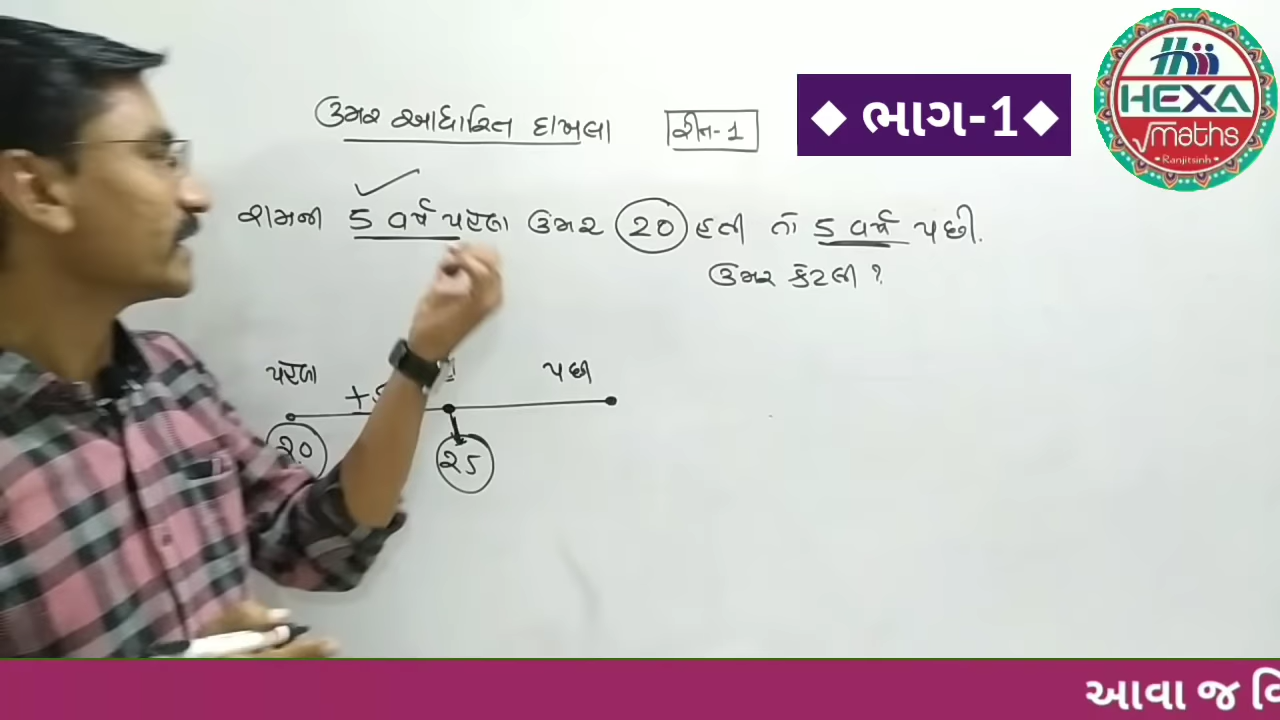 ઉંમર આધારિત દાખલા રીત-1
◆ ભાગ-1◆
HEXA
√maths
Ranjitsinh
રામની 5 વર્ષ પહેલા ઉંમર 20 હતી તો 5 વર્ષ પછી.
ઉંમર કેટલી ?
પહેલા પછી
+5
20 25
આવા જ